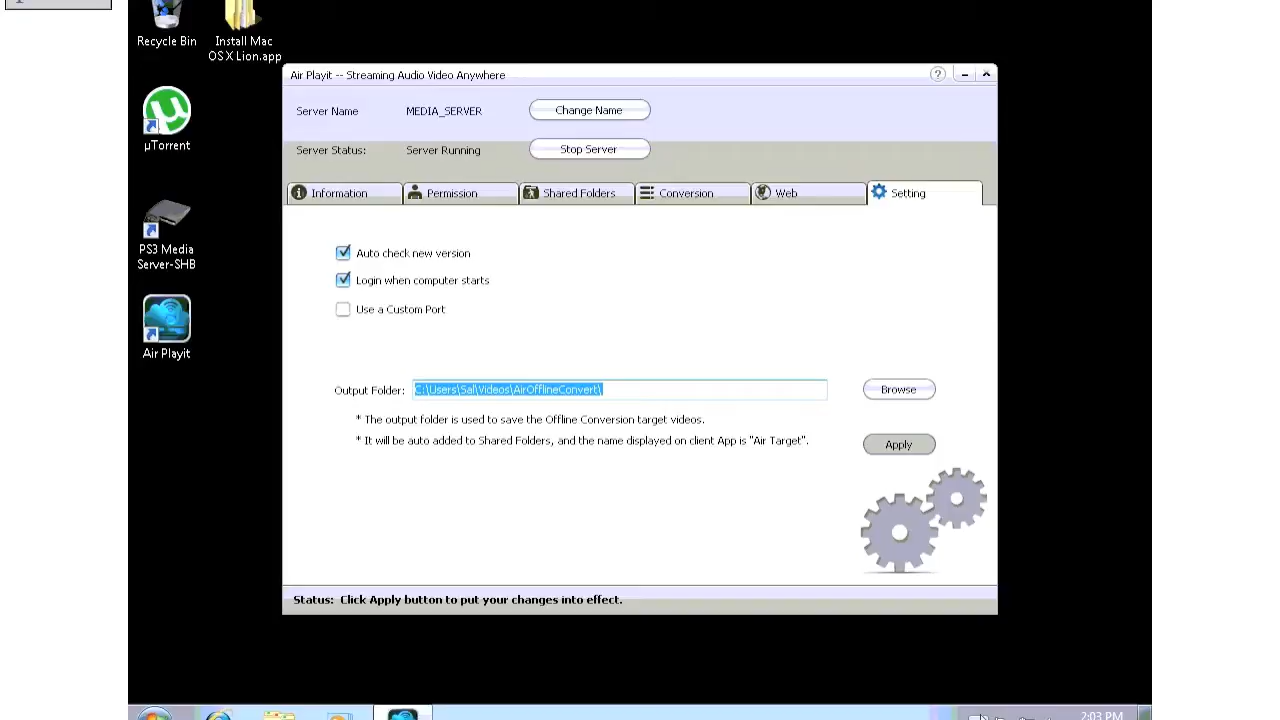 Recycle Bin
Install Mac
OS X Lion.app
µTorrent
PS3 Media
Server-SHB
Air Playit
Air Playit -- Streaming Audio Video Anywhere
?
Server Name
MEDIA_SERVER
Change Name
Server Status:
Server Running
Stop Server
Information
Permission
Shared Folders
Conversion
Web
Setting
Auto check new version
Login when computer starts
Use a Custom Port
Output Folder:
C:\Users\Sal\Videos\AirOfflineConvert\
Browse
* The output folder is used to save the Offline Conversion target videos.
* It will be auto added to Shared Folders, and the name displayed on client App is "Air Target".
Apply
Status: Click Apply button to put your changes into effect.
2:03 PM